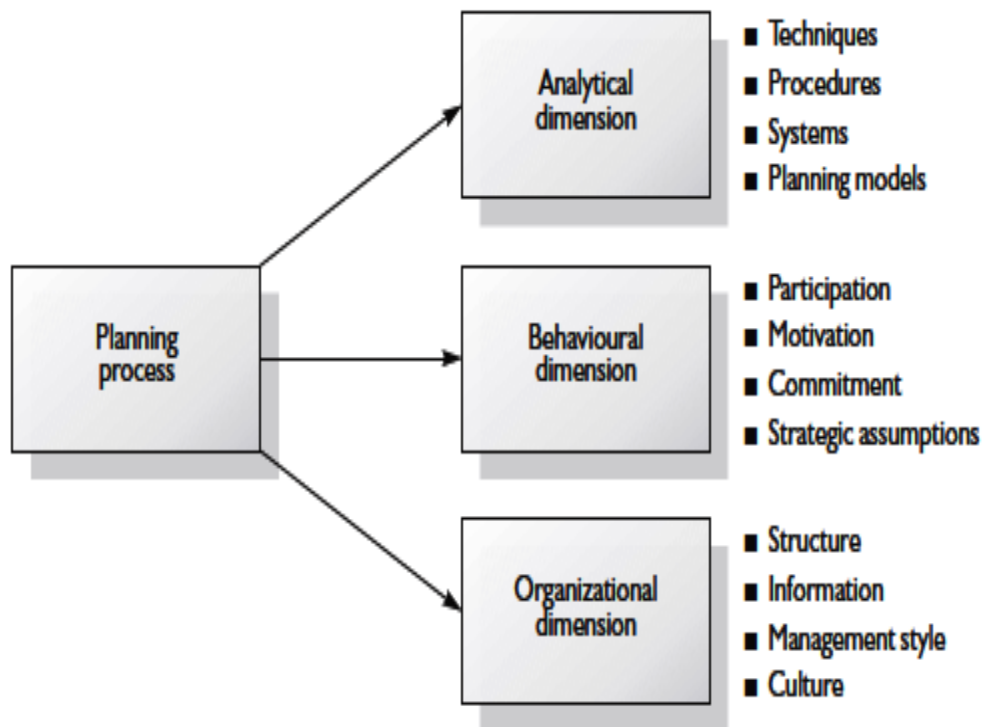 Planning
process
Analytical
dimension
■ Techniques
■ Procedures
■ Systems
■ Planning models
Behavioural
dimension
■ Participation
■ Motivation
■ Commitment
■ Strategic assumptions
Organizational
dimension
■ Structure
■ Information
■ Management style
■ Culture